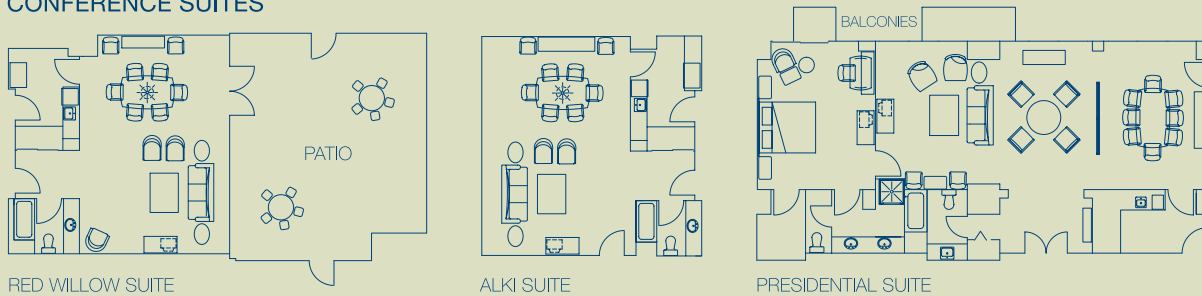 CONFERENCE SUITES
BALCONIES
PATIO
RED WILLOW SUITE
ALKI SUITE
PRESIDENTIAL SUITE